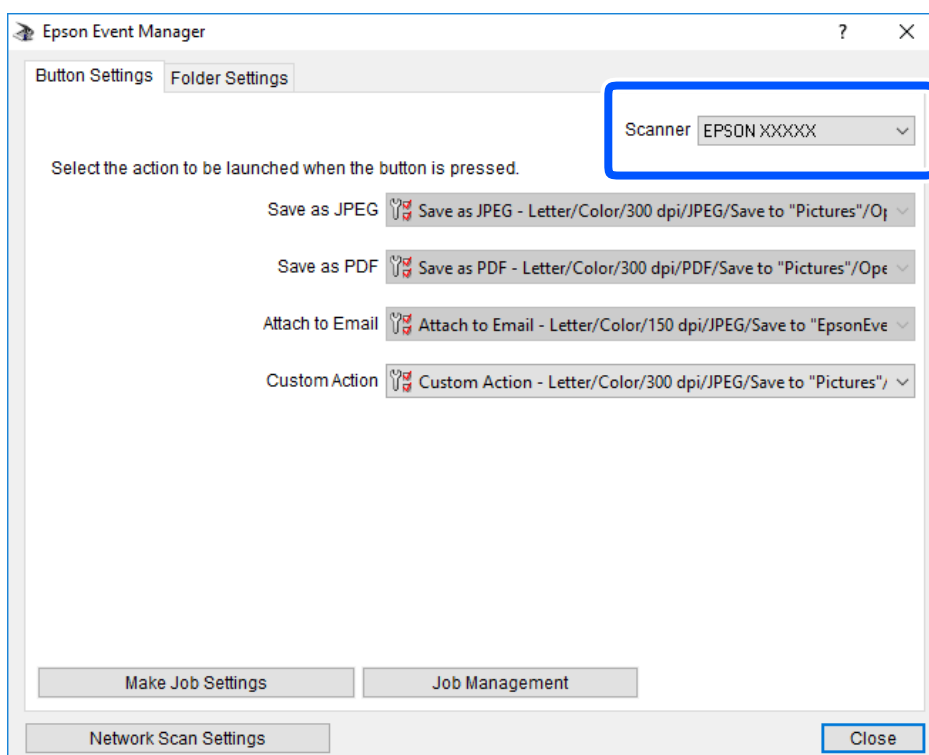 Epson Event Manager
Button Settings Folder Settings
Scanner EPSON XXXXX
Select the action to be launched when the button is pressed.
Save as JPEG Save as JPEG - Letter/Color/300 dpi/JPEG/Save to "Pictures"/Op
Save as PDF Save as PDF - Letter/Color/300 dpi/PDF/Save to "Pictures"/Ope
Attach to Email Attach to Email - Letter/Color/150 dpi/JPEG/Save to "EpsonEve
Custom Action Custom Action - Letter/Color/300 dpi/JPEG/Save to "Pictures"/
Make Job Settings Job Management
Network Scan Settings Close